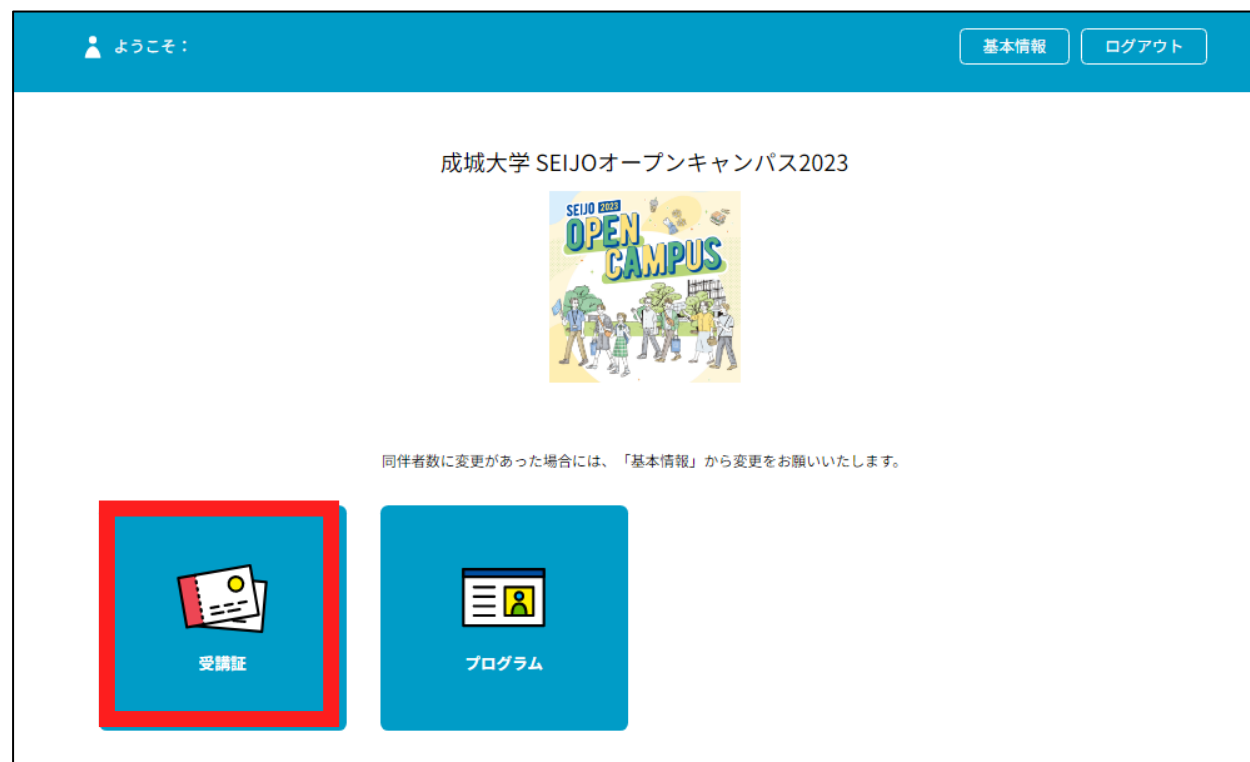 ようこそ：
基本情報
ログアウト
成城大学 SEIJOオープンキャンパス2023
SEIJO 2023
OPEN
CAMPUS
同伴者数に変更があった場合には、「基本情報」から変更をお願いいたします。
受講証
プログラム